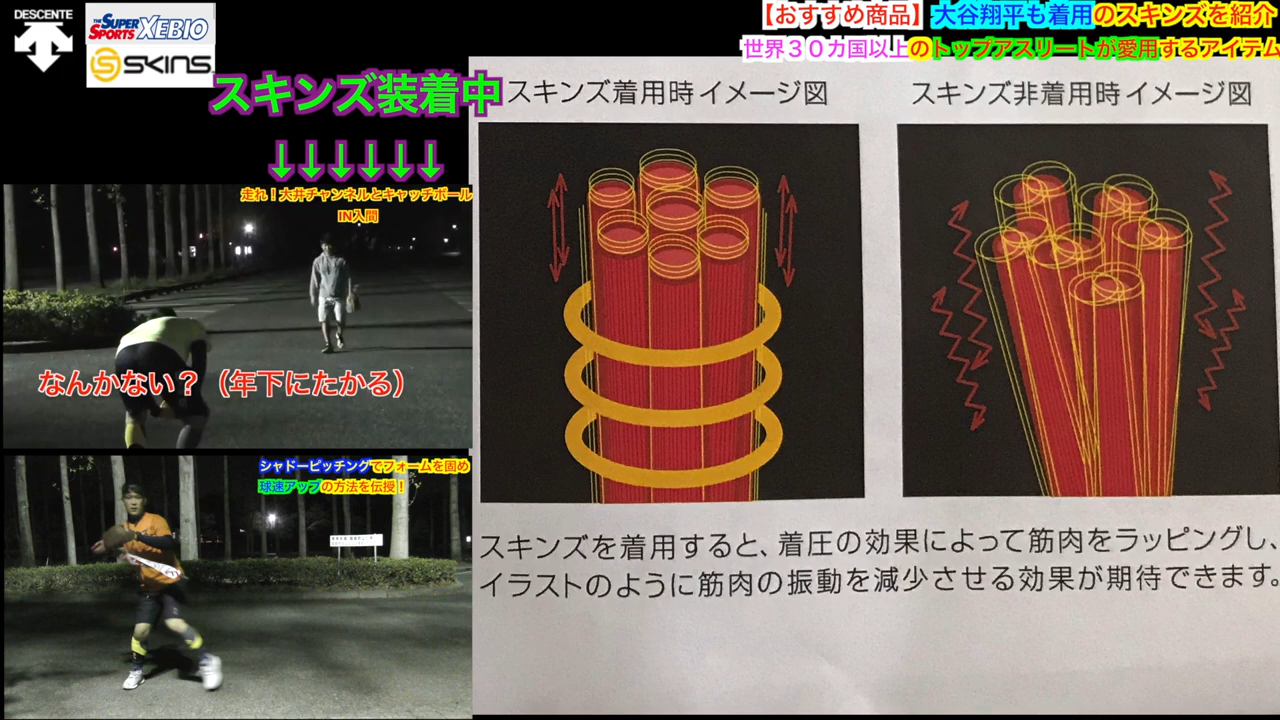 DESCENTE
THE SUPER SPORTS XEBIO
SKINS
【おすすめ商品】大谷翔平も着用のスキンズを紹介
世界３０カ国以上のトップアスリートが愛用するアイテム
スキンズ装着中
↓↓↓↓↓↓
走れ！大井チャンネルとキャッチボール
IN入間
なんかない？（年下にたかる）
シャドーピッチングでフォームを固め
球速アップの方法を伝授！
スキンズ着用時イメージ図
スキンズ非着用時イメージ図
スキンズを着用すると、着圧の効果によって筋肉をラッピングし、
イラストのように筋肉の振動を減少させる効果が期待できます。